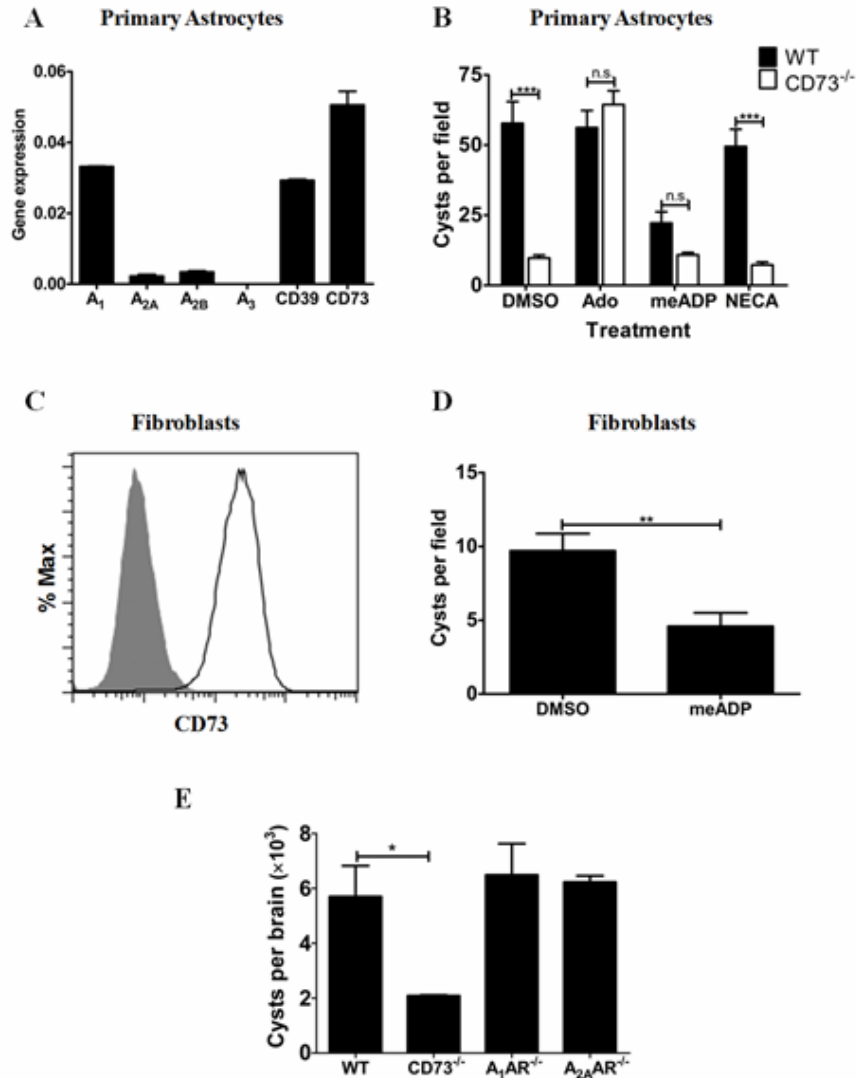 A
Primary Astrocytes
Gene expression
0.06
0.04
0.02
0.00
A₁ A₂A A₂B A₃ CD39 CD73
B
Primary Astrocytes
WT
CD73⁻/⁻
Cysts per field
75
50
25
0
*** n.s. n.s. ***
DMSO Ado meADP NECA
Treatment
C
Fibroblasts
% Max
CD73
D
Fibroblasts
Cysts per field
15
10
5
0
**
DMSO meADP
E
Cysts per brain (×10³)
8
6
4
2
0
*
WT CD73⁻/⁻ A₁AR⁻/⁻ A₂AAR⁻/⁻